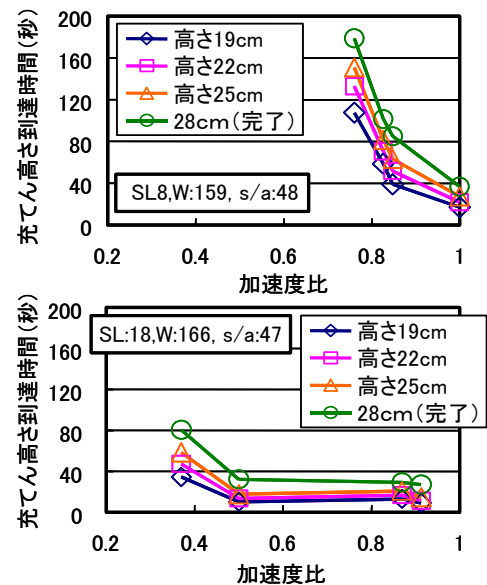 充てん高さ到達時間(秒)
200
160
120
80
40
0
高さ19cm
高さ22cm
高さ25cm
28cm(完了)
SL8,W:159, s/a:48
0.2 0.4 0.6 0.8 1
加速度比
充てん高さ到達時間(秒)
200
160
120
80
40
0
SL:18,W:166, s/a:47
高さ19cm
高さ22cm
高さ25cm
28cm(完了)
0.2 0.4 0.6 0.8 1
加速度比